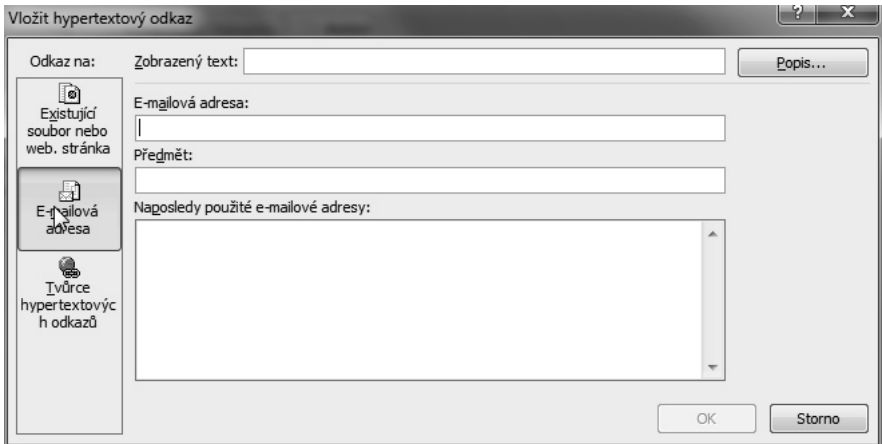 Vložit hypertextový odkaz
? X
Odkaz na:
Zobrazený text:
Popis...
Existující
soubor nebo
web. stránka
E-mailová
adresa
Tvůrce
hypertextovýc
h odkazů
E-mailová adresa:
Předmět:
Naposledy použité e-mailové adresy:
OK
Storno